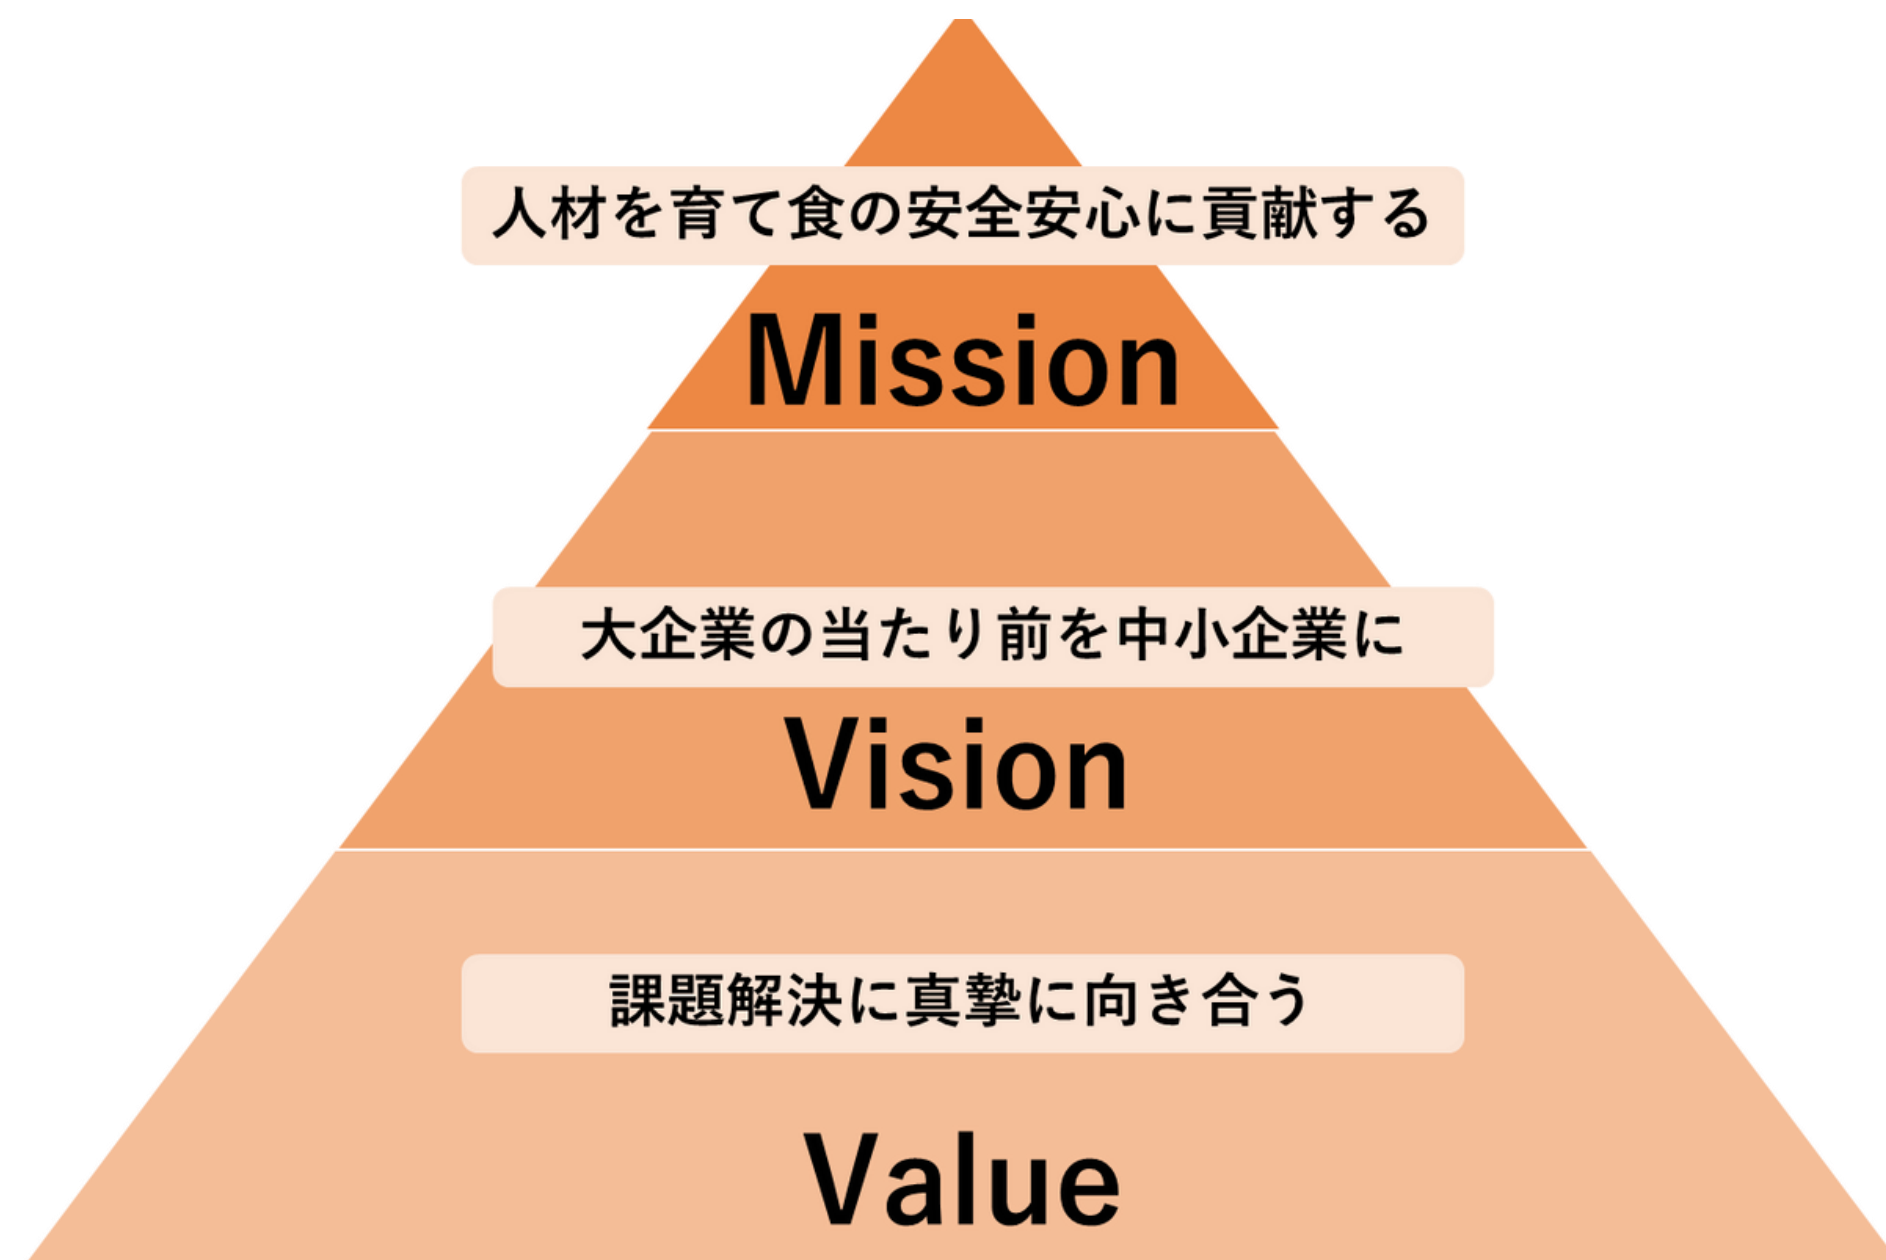 人材を育て食の安全安心に貢献する
Mission
大企業の当たり前を中小企業に
Vision
課題解決に真摯に向き合う
Value